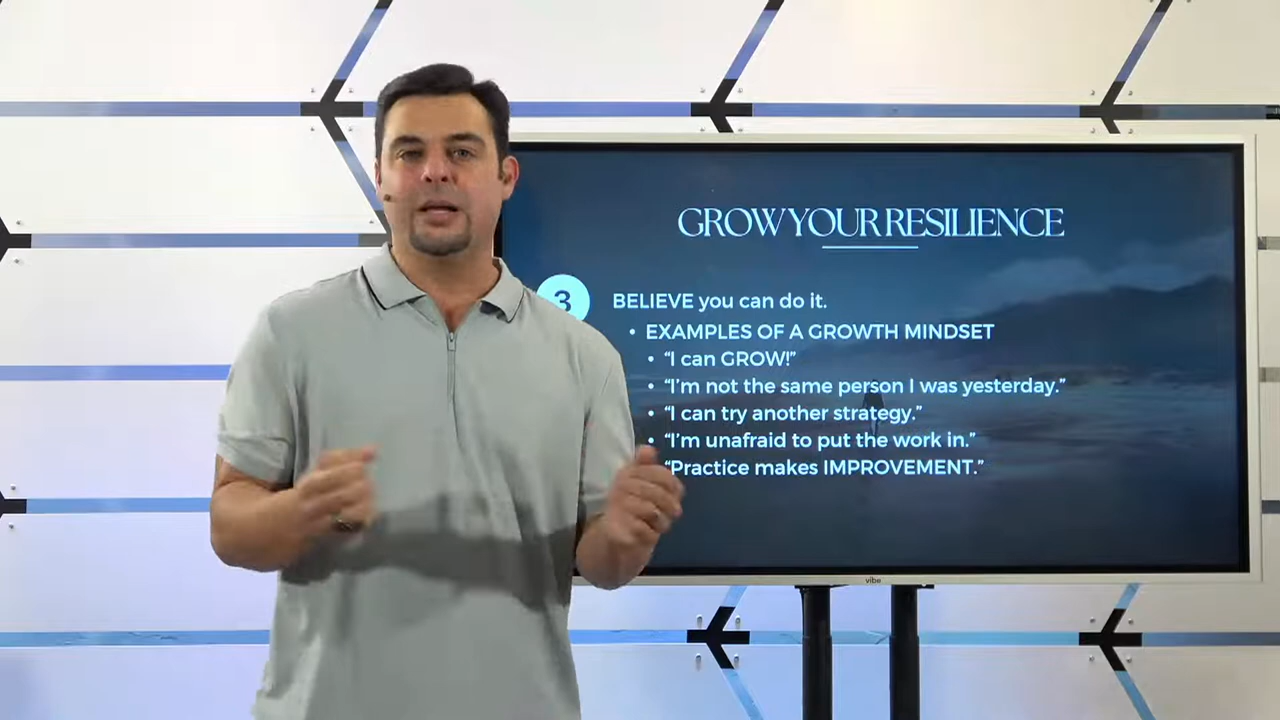 GROW YOUR RESILIENCE
3 BELIEVE you can do it.
• EXAMPLES OF A GROWTH MINDSET
• “I can GROW!”
• “I’m not the same person I was yesterday.”
• “I can try another strategy.”
• “I’m unafraid to put the work in.”
“Practice makes IMPROVEMENT.”
vibe